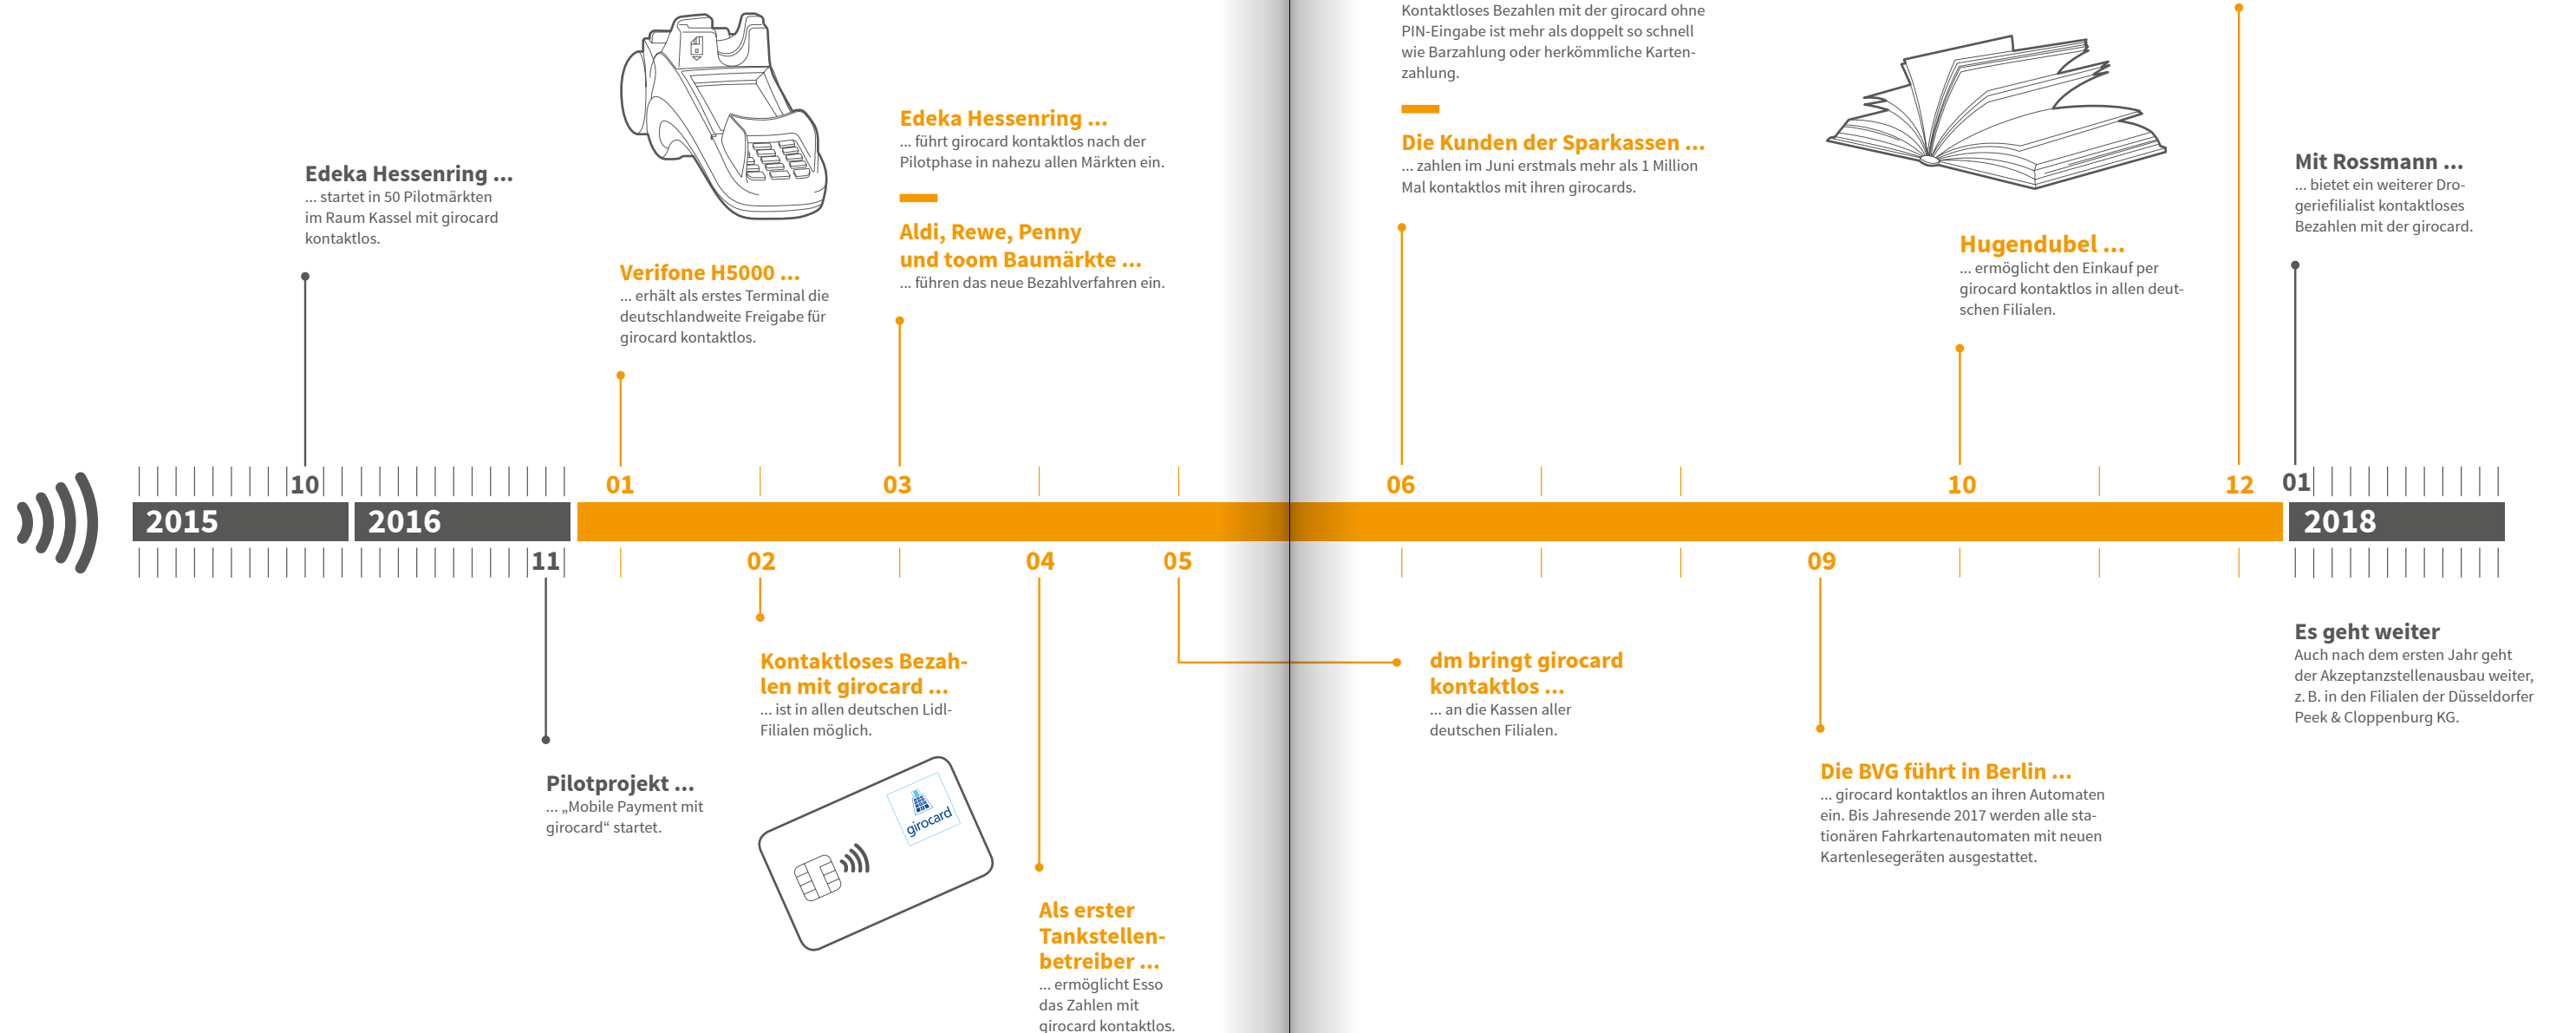 Edeka Hessenring ...
... startet in 50 Pilotmärkten
im Raum Kassel mit girocard
kontaktlos.
Verifone H5000 ...
... erhält als erstes Terminal die
deutschlandweite Freigabe für
girocard kontaktlos.
Edeka Hessenring ...
... führt girocard kontaktlos nach der
Pilotphase in nahezu allen Märkten ein.
Aldi, Rewe, Penny
und toom Baumärkte ...
... führen das neue Bezahlverfahren ein.
Kontaktloses Bezahlen mit der girocard ohne
PIN-Eingabe ist mehr als doppelt so schnell
wie Barzahlung oder herkömmliche Karten-
zahlung.
Die Kunden der Sparkassen ...
... zahlen im Juni erstmals mehr als 1 Million
Mal kontaktlos mit ihren girocards.
Hugendubel ...
... ermöglicht den Einkauf per
girocard kontaktlos in allen deut-
schen Filialen.
Mit Rossmann ...
... bietet ein weiterer Dro-
geriefilialist kontaktloses
Bezahlen mit der girocard.
10
01
03
06
10
12
01
2015
2016
2018
11
02
04
05
09
Pilotprojekt ...
... „Mobile Payment mit
girocard“ startet.
Kontaktloses Bezah-
len mit girocard ...
... ist in allen deutschen Lidl-
Filialen möglich.
girocard
Als erster
Tankstellen-
betreiber ...
... ermöglicht Esso
das Zahlen mit
girocard kontaktlos.
dm bringt girocard
kontaktlos ...
... an die Kassen aller
deutschen Filialen.
Die BVG führt in Berlin ...
... girocard kontaktlos an ihren Automaten
ein. Bis Jahresende 2017 werden alle sta-
tionären Fahrkartenautomaten mit neuen
Kartenlesegeräten ausgestattet.
Es geht weiter
Auch nach dem ersten Jahr geht
der Akzeptanzstellenausbau weiter,
z. B. in den Filialen der Düsseldorfer
Peek & Cloppenburg KG.